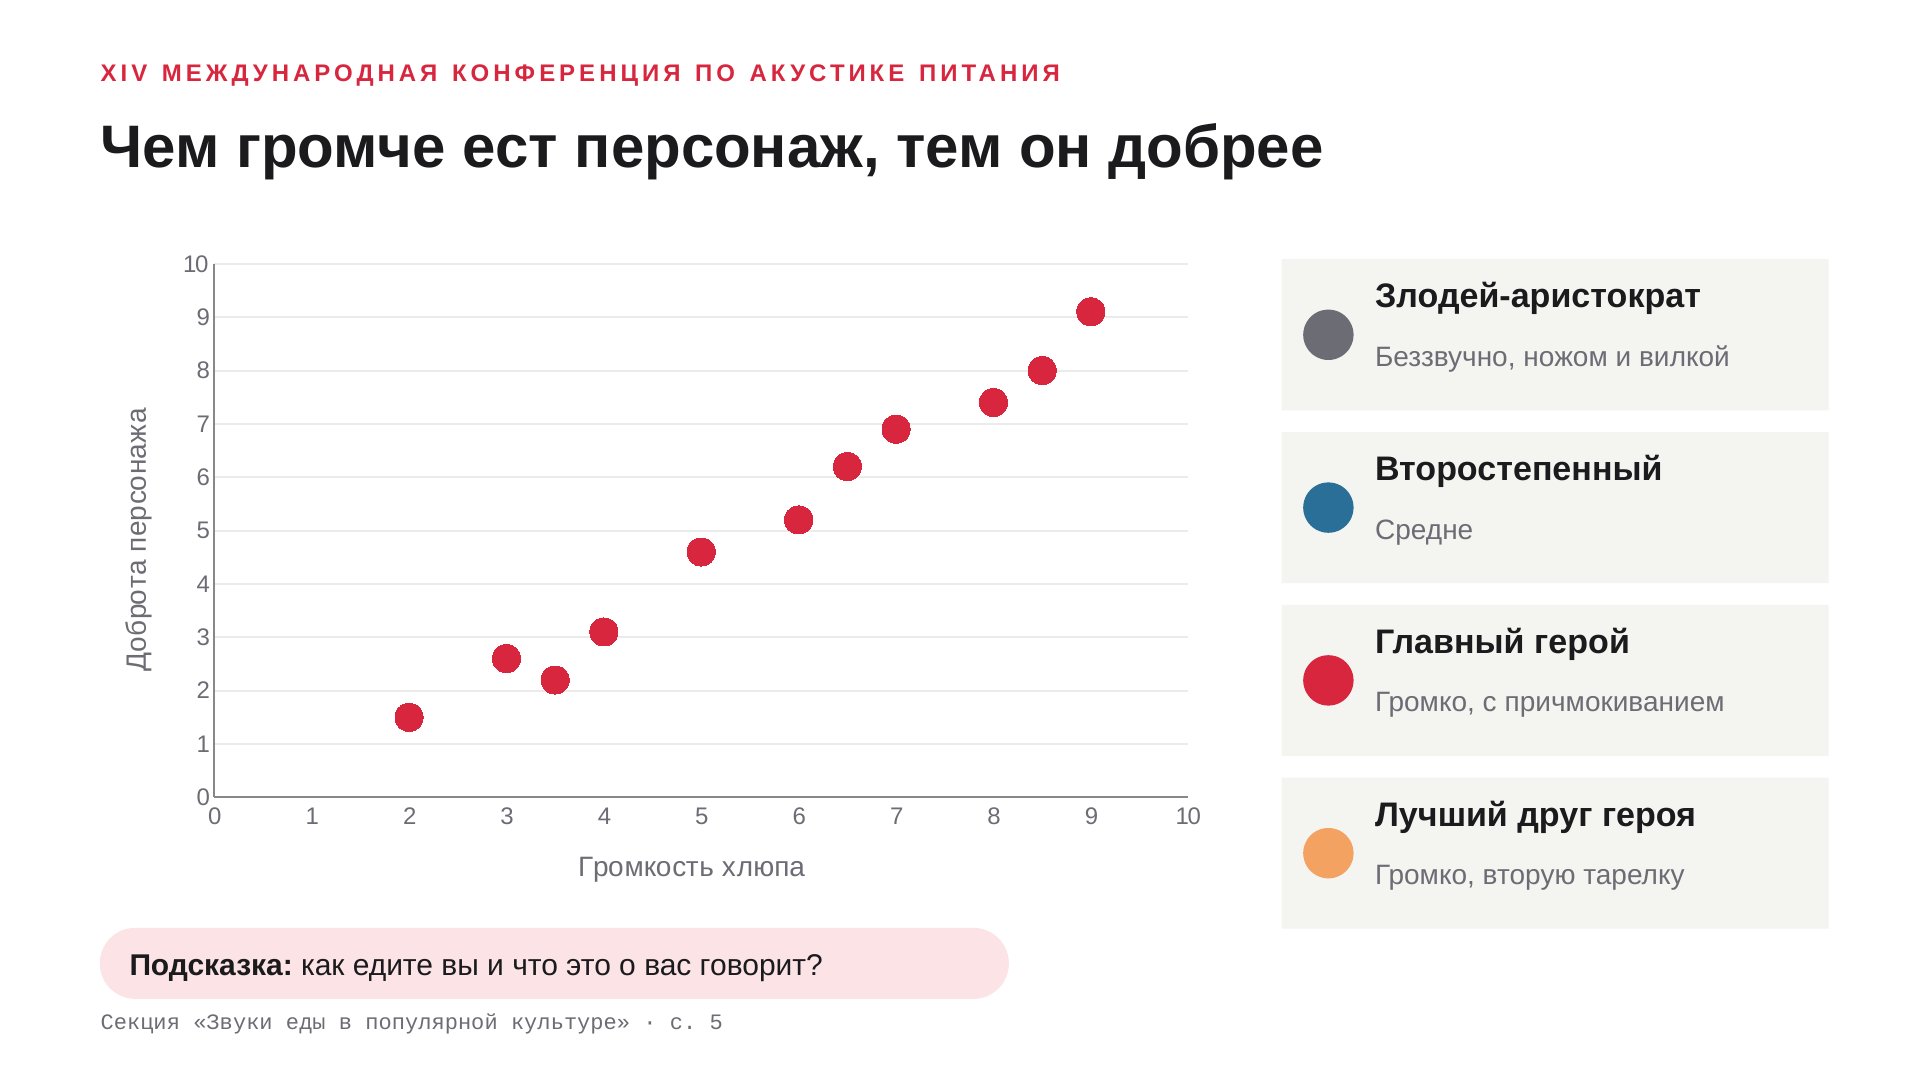 XIV МЕЖДУНАРОДНАЯ КОНФЕРЕНЦИЯ ПО АКУСТИКЕ ПИТАНИЯ
Чем громче ест персонаж, тем он добрее
10
9
8
7
6
5
4
3
2
1
0
Доброта персонажа
0 1 2 3 4 5 6 7 8 9 10
Громкость хлюпа
Злодей-аристократ
Беззвучно, ножом и вилкой
Второстепенный
Средне
Главный герой
Громко, с причмокиванием
Лучший друг героя
Громко, вторую тарелку
Подсказка: как едите вы и что это о вас говорит?
Секция «Звуки еды в популярной культуре» · с. 5